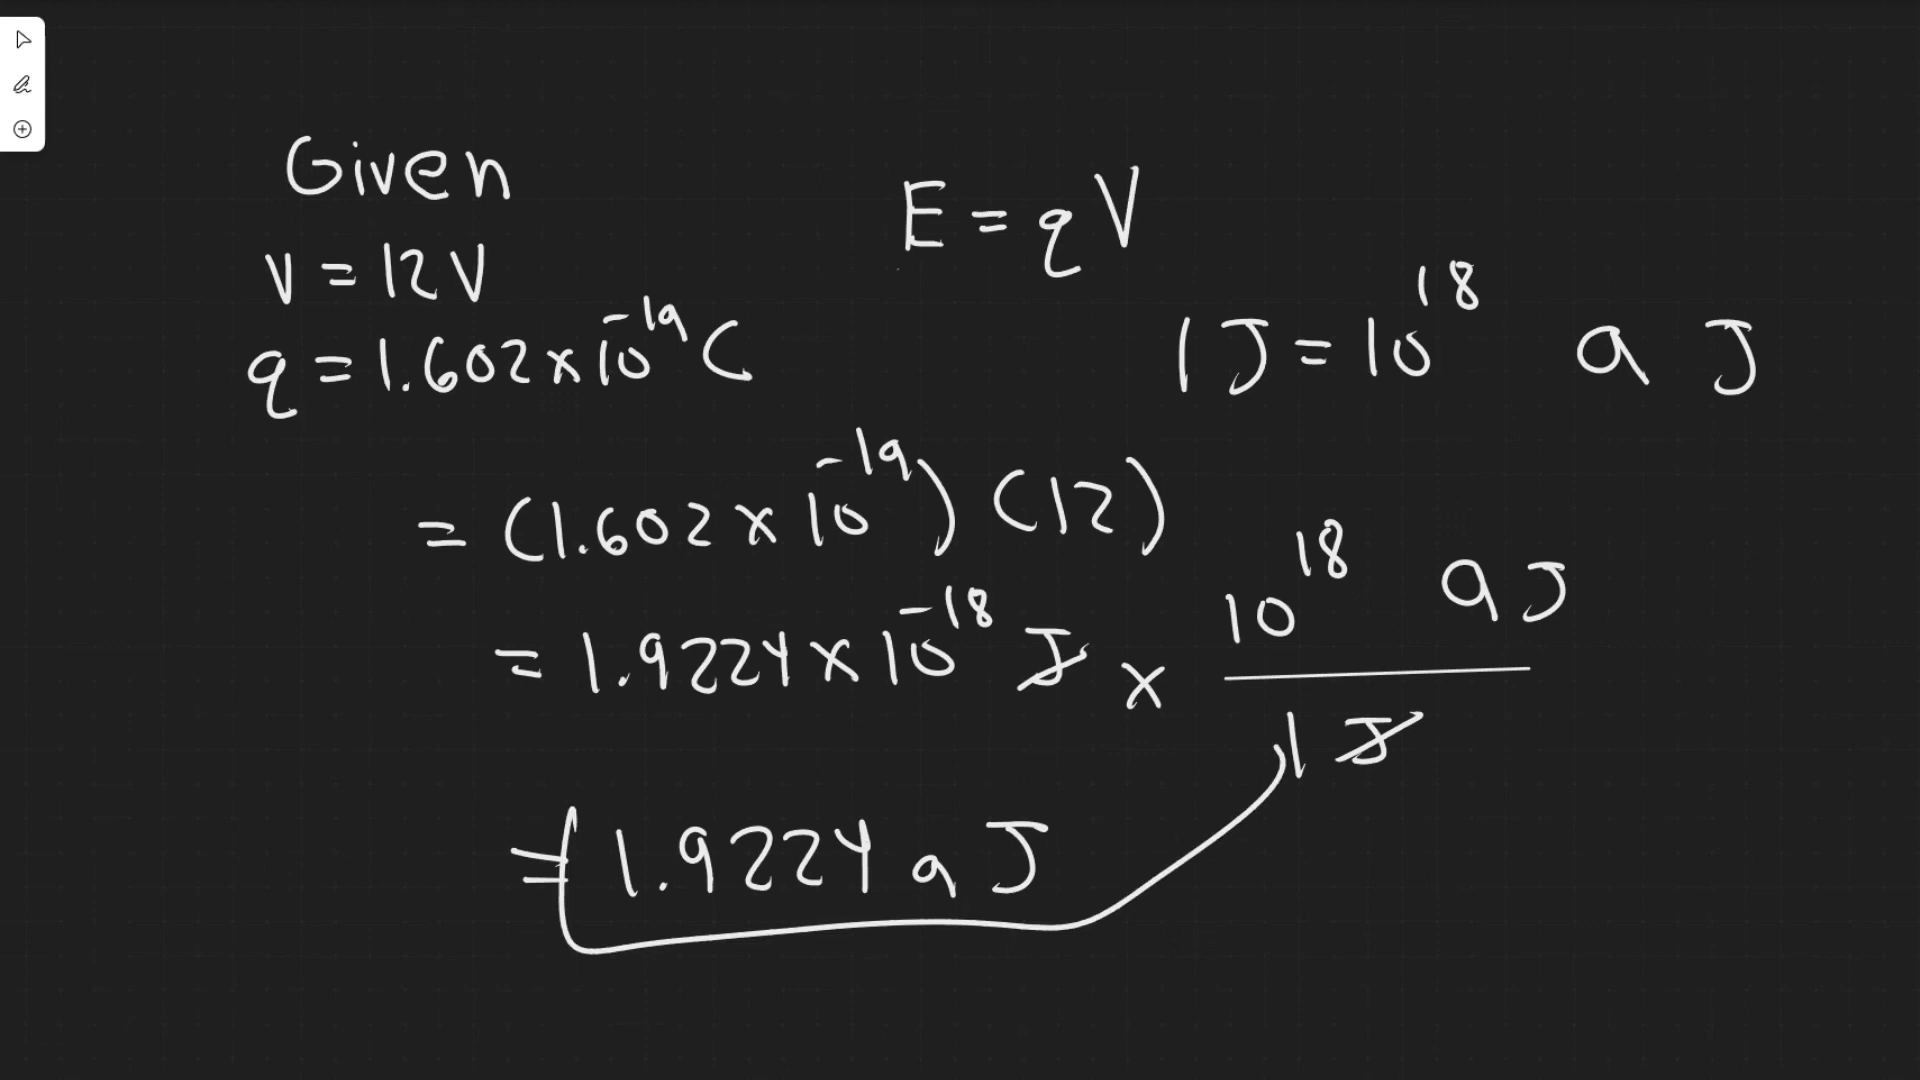 Given
V = 12V
q = 1.602 x 10^-19 C
E = qV
1 J = 10^18 a J
= (1.602 x 10^-19) (12)
= 1.9224 x 10^-18 J x 10^18 aJ / 1 J
= 1.9224 a J